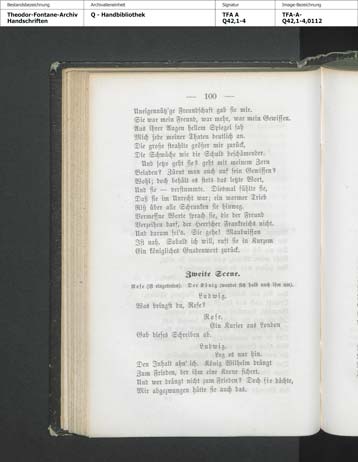 Bestandsbezeichnung
Archivalieneinheit
Signatur
Image-Bezeichnung
Theodor-Fontane-Archiv
Handschriften
Q - Handbibliothek
TFA A
Q42,1-4
TFA-A-
Q42,1-4,0112
— 100 —
Uneigennütz'ge Freundschaft gab sie mir.
Sie war mein Freund, war mehr, war mein Gewissen.
Aus ihrer Augen hellem Spiegel sah
Mich jede meiner Thaten deutlich an.
Die große strahlte größer mir zurück,
Die Schwäche wie die Schuld beschämender.
Und jetzt geht sie? geht mit meinem Zorn
Beladen? Zürnt man auch auf sein Gewissen?
Wohl; doch behält es stets das letzte Wort,
Und sie — verstummte. Diesmal fühlte sie,
Daß sie im Unrecht war; ein warmer Trieb
Riß über alle Schranken sie hinweg.
Vermess'ne Worte sprach sie, die der Freund
Verzeihen darf, der Herrscher Frankreichs nicht.
Und darum sei's. Sie gehe! Maintenon
Ist nah. Sobald ich will, ruft sie in Kurzem
Ein königliches Gnadenwort zurück.
Zweite Scene.
Rose (ist eingetreten). Der König (wendet sich bald nach ihm um).
Ludwig.
Was bringst du, Rose?
Rose.
Ein Kurier aus London
Gab dieses Schreiben ab.
Ludwig.
Leg es nur hin.
Den Inhalt ahn' ich. König Wilhelm drängt
Zum Frieden, der ihm eine Krone sichert.
Und wer drängt nicht zum Frieden? Doch sie dächte,
Mir abgezwungen hätte sie auch das.